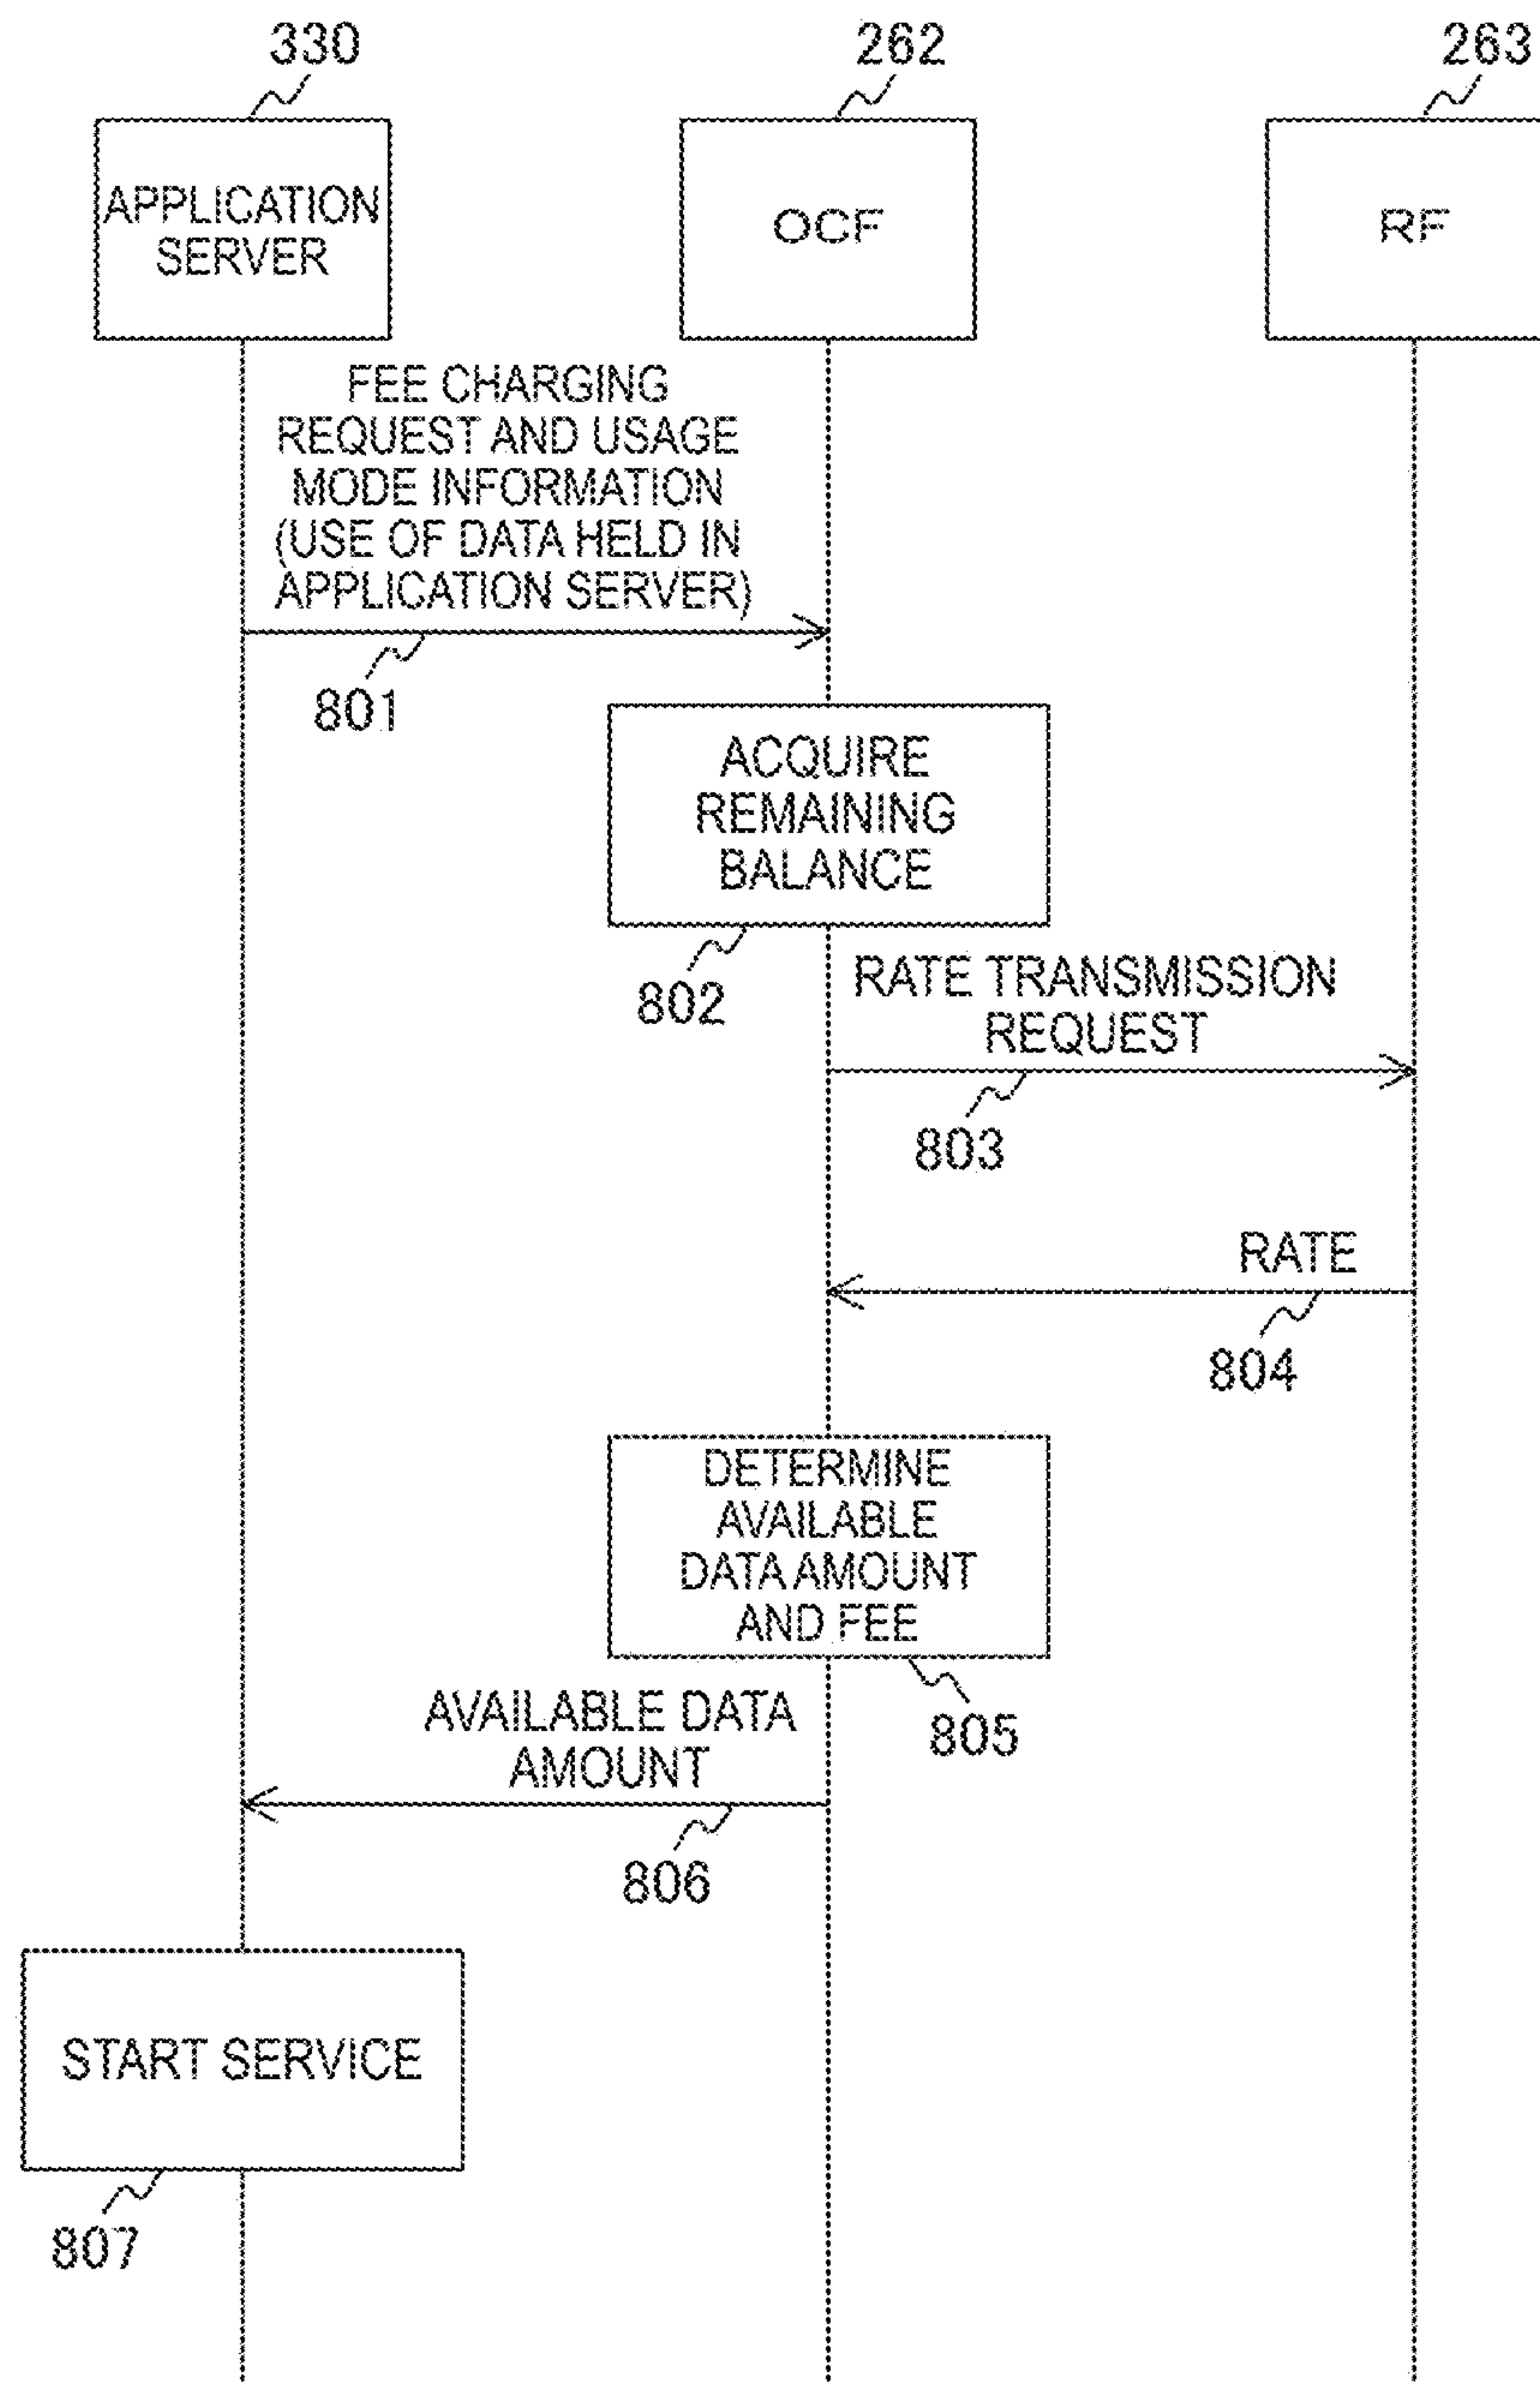 330
262
263
APPLICATION
SERVER
OCF
RF
FEE CHARGING
REQUEST AND USAGE
MODE INFORMATION
(USE OF DATA HELD IN
APPLICATION SERVER)
801
ACQUIRE
REMAINING
BALANCE
802
RATE TRANSMISSION
REQUEST
803
RATE
804
DETERMINE
AVAILABLE
DATA AMOUNT
AND FEE
805
AVAILABLE DATA
AMOUNT
806
START SERVICE
807